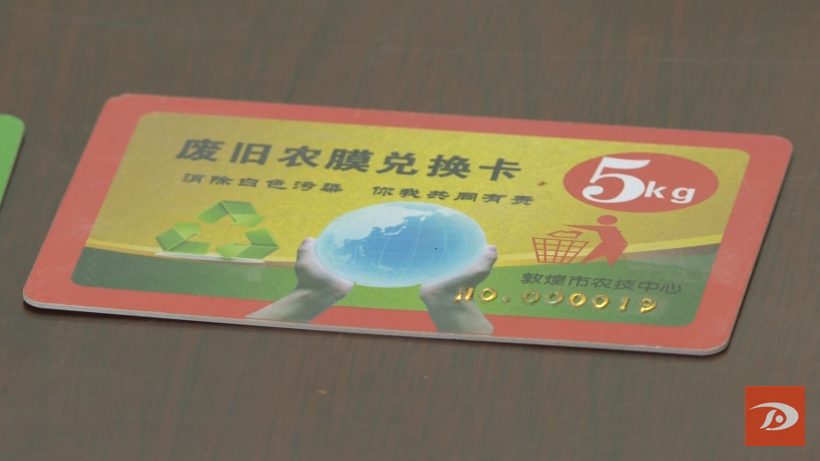 废旧农膜兑换卡
5kg
消除白色污染 你我共同有责
敦煌市农技中心
NO.000019